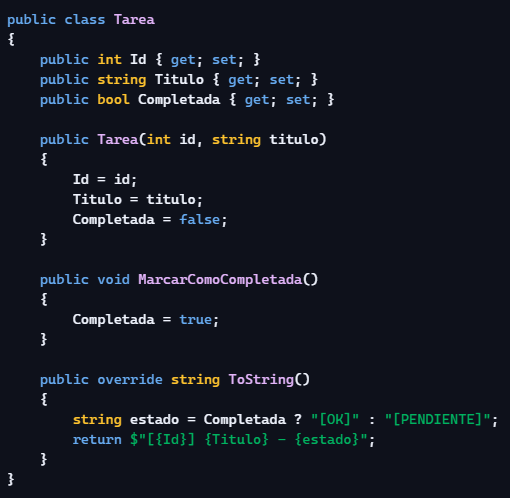 public class Tarea
{
    public int Id { get; set; }
    public string Titulo { get; set; }
    public bool Completada { get; set; }

    public Tarea(int id, string titulo)
    {
        Id = id;
        Titulo = titulo;
        Completada = false;
    }

    public void MarcarComoCompletada()
    {
        Completada = true;
    }

    public override string ToString()
    {
        string estado = Completada ? "[OK]" : "[PENDIENTE]";
        return $"[{Id}] {Titulo} - {estado}";
    }
}